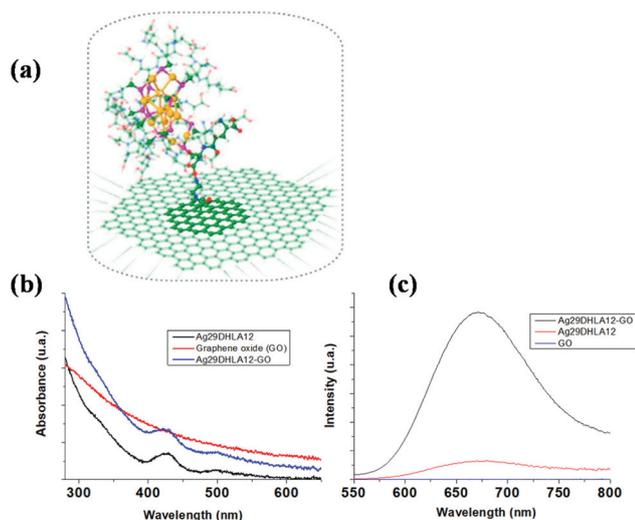 (a)
(b)
Absorbance (u.a.)
Ag29DHLA12
Graphene oxide (GO)
Ag29DHLA12-GO
300
400
500
600
Wavelength (nm)
(c)
Intensity (u.a.)
Ag29DHLA12-GO
Ag29DHLA12
GO
550
600
650
700
750
800
Wavelength (nm)